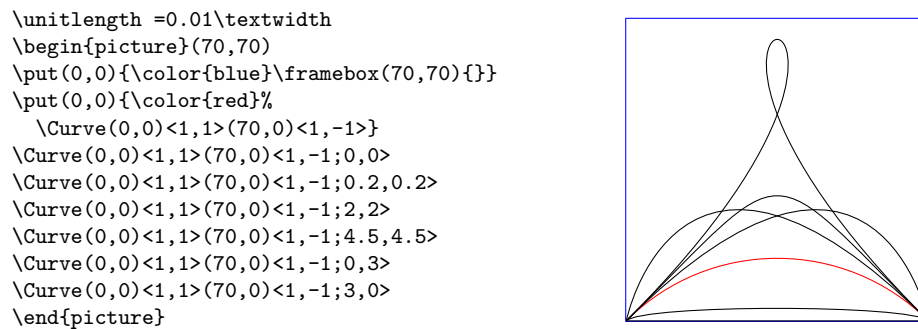 \unitlength =0.01\textwidth
\begin{picture}(70,70)
\put(0,0){\color{blue}\framebox(70,70){}}
\put(0,0){\color{red}%
  \Curve(0,0)<1,1>(70,0)<1,-1>}
\Curve(0,0)<1,1>(70,0)<1,-1;0,0>
\Curve(0,0)<1,1>(70,0)<1,-1;0.2,0.2>
\Curve(0,0)<1,1>(70,0)<1,-1;2,2>
\Curve(0,0)<1,1>(70,0)<1,-1;4.5,4.5>
\Curve(0,0)<1,1>(70,0)<1,-1;0,3>
\Curve(0,0)<1,1>(70,0)<1,-1;3,0>
\end{picture}